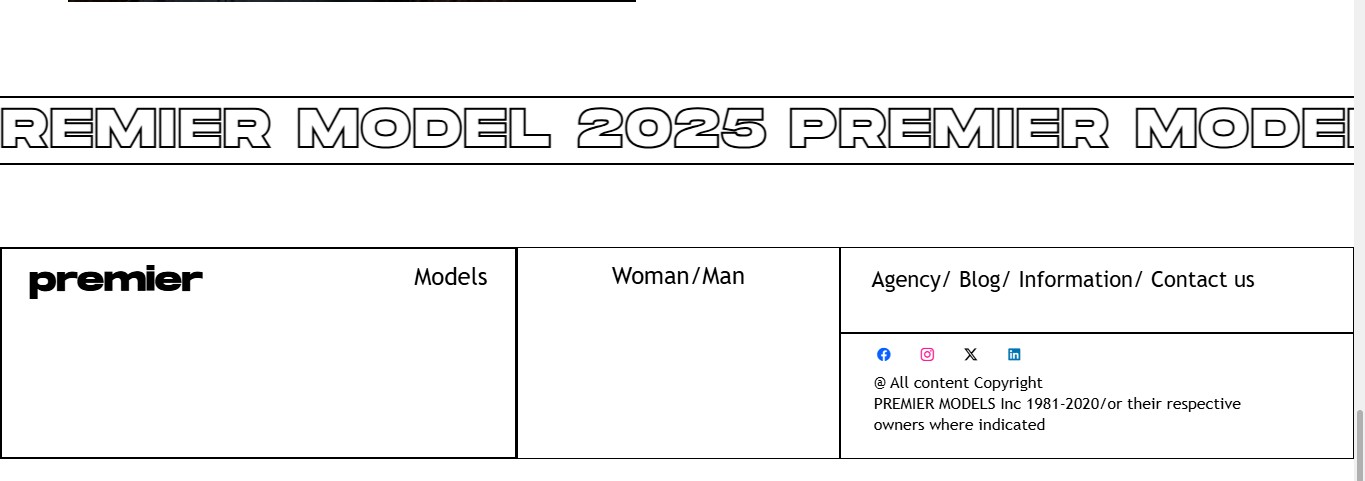 REMIER MODEL 2025 PREMIER MODEL
premier
Models
Woman/Man
Agency/ Blog/ Information/ Contact us
@ All content Copyright
PREMIER MODELS Inc 1981-2020/or their respective
owners where indicated